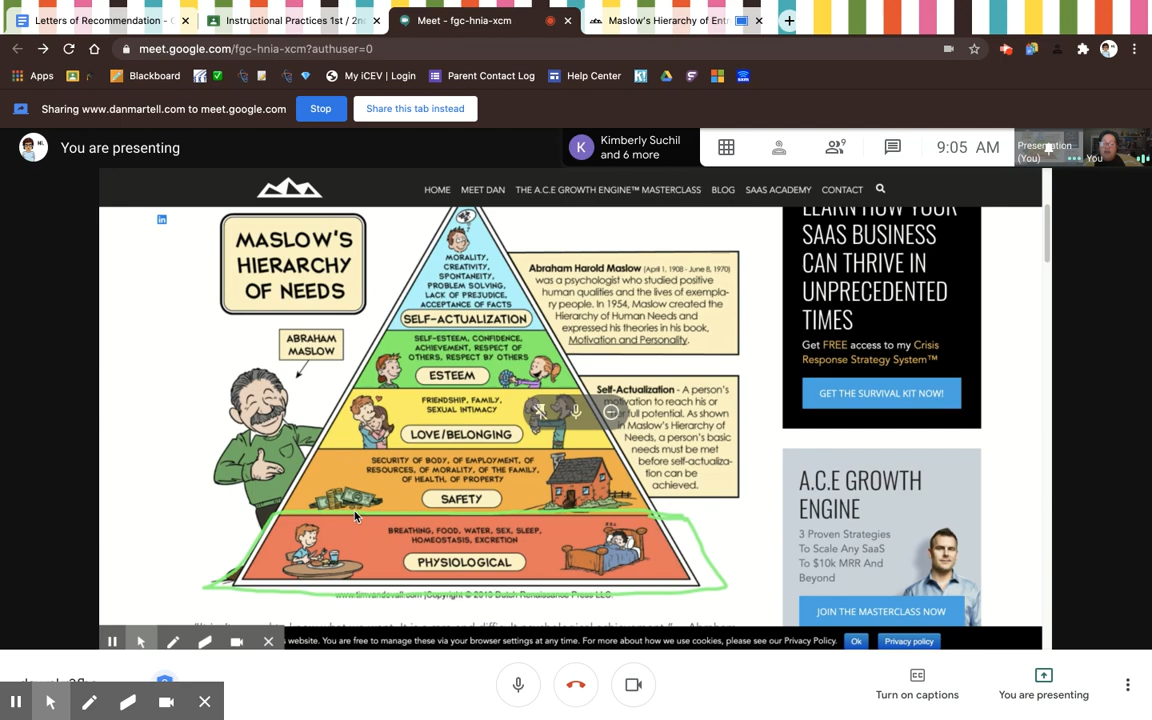 Letters of Recommendation -
Instructional Practices 1st / 2n
Meet - fgc-hnia-xcm
Maslow's Hierarchy of
meet.google.com/fgc-hnia-xcm?authuser=0
Apps
Blackboard
My iCEV | Login
Parent Contact Log
Help Center
Sharing www.danmartell.com to meet.google.com
Stop
Share this tab instead
You are presenting
K
Kimberly Suchil
and 6 more
9
9:05 AM
Presentation
(You)
You
HOME
MEET DAN
THE A.C.E GROWTH ENGINE™ MASTERCLASS
BLOG
SAAS ACADEMY
CONTACT
MASLOW'S
HIERARCHY
OF NEEDS
ABRAHAM
MASLOW
MORALITY,
CREATIVITY,
SPONTANEITY,
PROBLEM SOLVING,
LACK OF PREJUDICE,
ACCEPTANCE OF FACTS
SELF-ACTUALIZATION
SELF-ESTEEM, CONFIDENCE,
ACHIEVEMENT, RESPECT OF
OTHERS, RESPECT BY OTHERS
ESTEEM
FRIENDSHIP, FAMILY,
SEXUAL INTIMACY
LOVE/BELONGING
SECURITY OF BODY, OF EMPLOYMENT, OF
RESOURCES, OF MORALITY, OF THE FAMILY,
OF HEALTH, OF PROPERTY
SAFETY
BREATHING, FOOD, WATER, SEX, SLEEP,
HOMEOSTASIS, EXCRETION
PHYSIOLOGICAL
Abraham Harold Maslow (April 1, 1908 - June 8, 1970)
was a psychologist who studied positive
human qualities and the lives of exempla-
ry people. In 1954, Maslow created the
Hierarchy of Human Needs and
expressed his theories in his book,
Motivation and Personality.
Self-Actualization - A person's
motivation to reach his or
her full potential. As shown
in Maslow's Hierarchy of
Needs, a person's basic
needs must be met
before self-actualiza-
tion can be
achieved.
www.timvandevall.com | Copyright © 2013 Dutch Renaissance Press LLC.
LEARN HOW YOUR
SAAS BUSINESS
CAN THRIVE IN
UNPRECEDENTED
TIMES
Get FREE access to my Crisis
Response Strategy System™
GET THE SURVIVAL KIT NOW!
A.C.E GROWTH
ENGINE
3 Proven Strategies
To Scale Any SaaS
To $10k MRR And
Beyond
JOIN THE MASTERCLASS NOW
website. You are free to manage these via your browser settings at any time. For more about how we use cookies, please see our Privacy Policy.
Ok
Privacy policy
Turn on captions
You are presenting